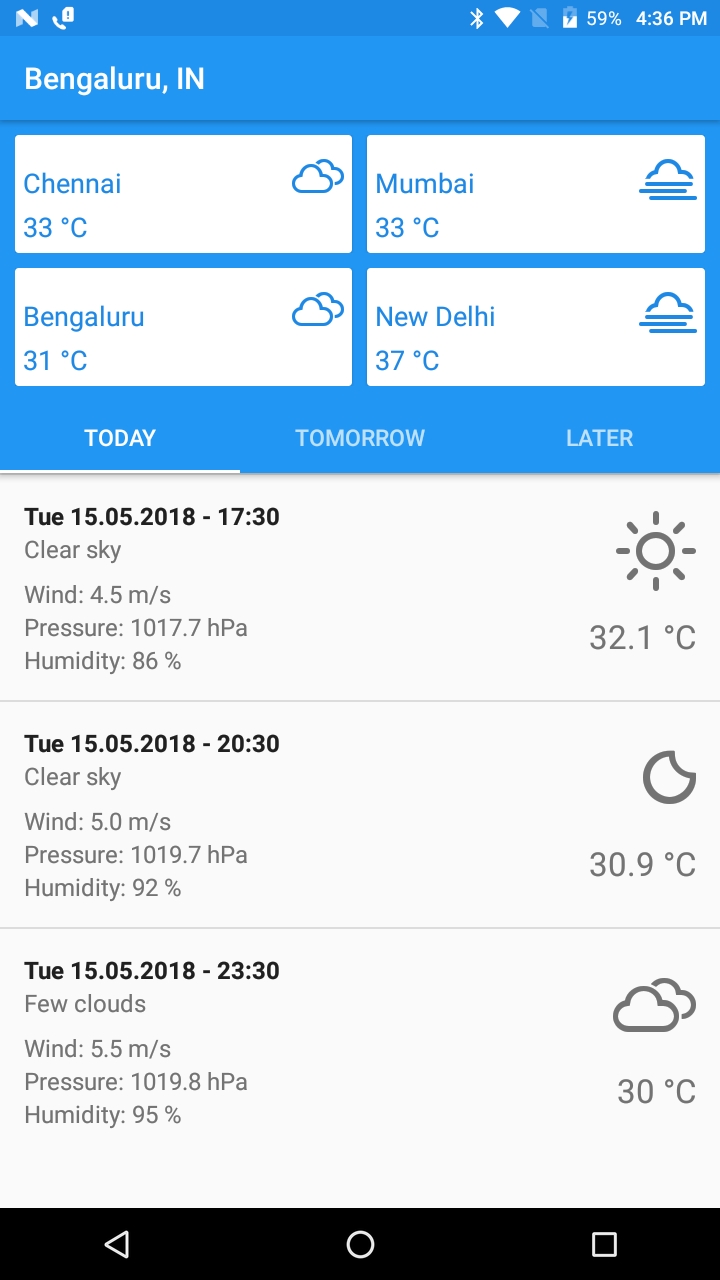 59% 4:36 PM
Bengaluru, IN
Chennai
33 °C
Mumbai
33 °C
Bengaluru
31 °C
New Delhi
37 °C
TODAY TOMORROW LATER
Tue 15.05.2018 - 17:30
Clear sky
Wind: 4.5 m/s
Pressure: 1017.7 hPa
Humidity: 86 %
32.1 °C
Tue 15.05.2018 - 20:30
Clear sky
Wind: 5.0 m/s
Pressure: 1019.7 hPa
Humidity: 92 %
30.9 °C
Tue 15.05.2018 - 23:30
Few clouds
Wind: 5.5 m/s
Pressure: 1019.8 hPa
Humidity: 95 %
30 °C